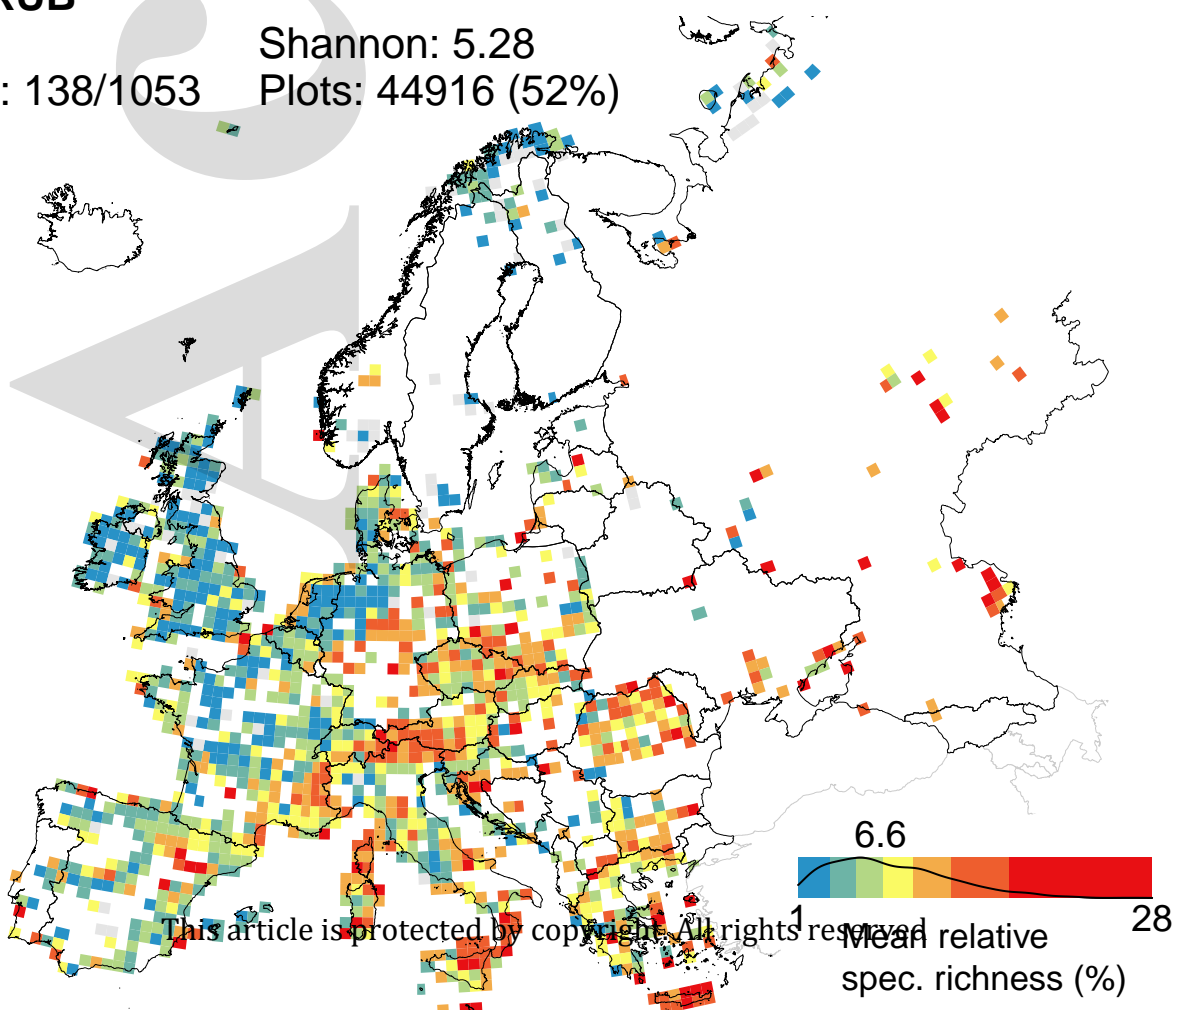 Shannon: 5.28
: 138/1053
Plots: 44916 (52%)
6.6
1
28
Mean relative
spec. richness (%)
This article is protected by copyright. All rights reserved